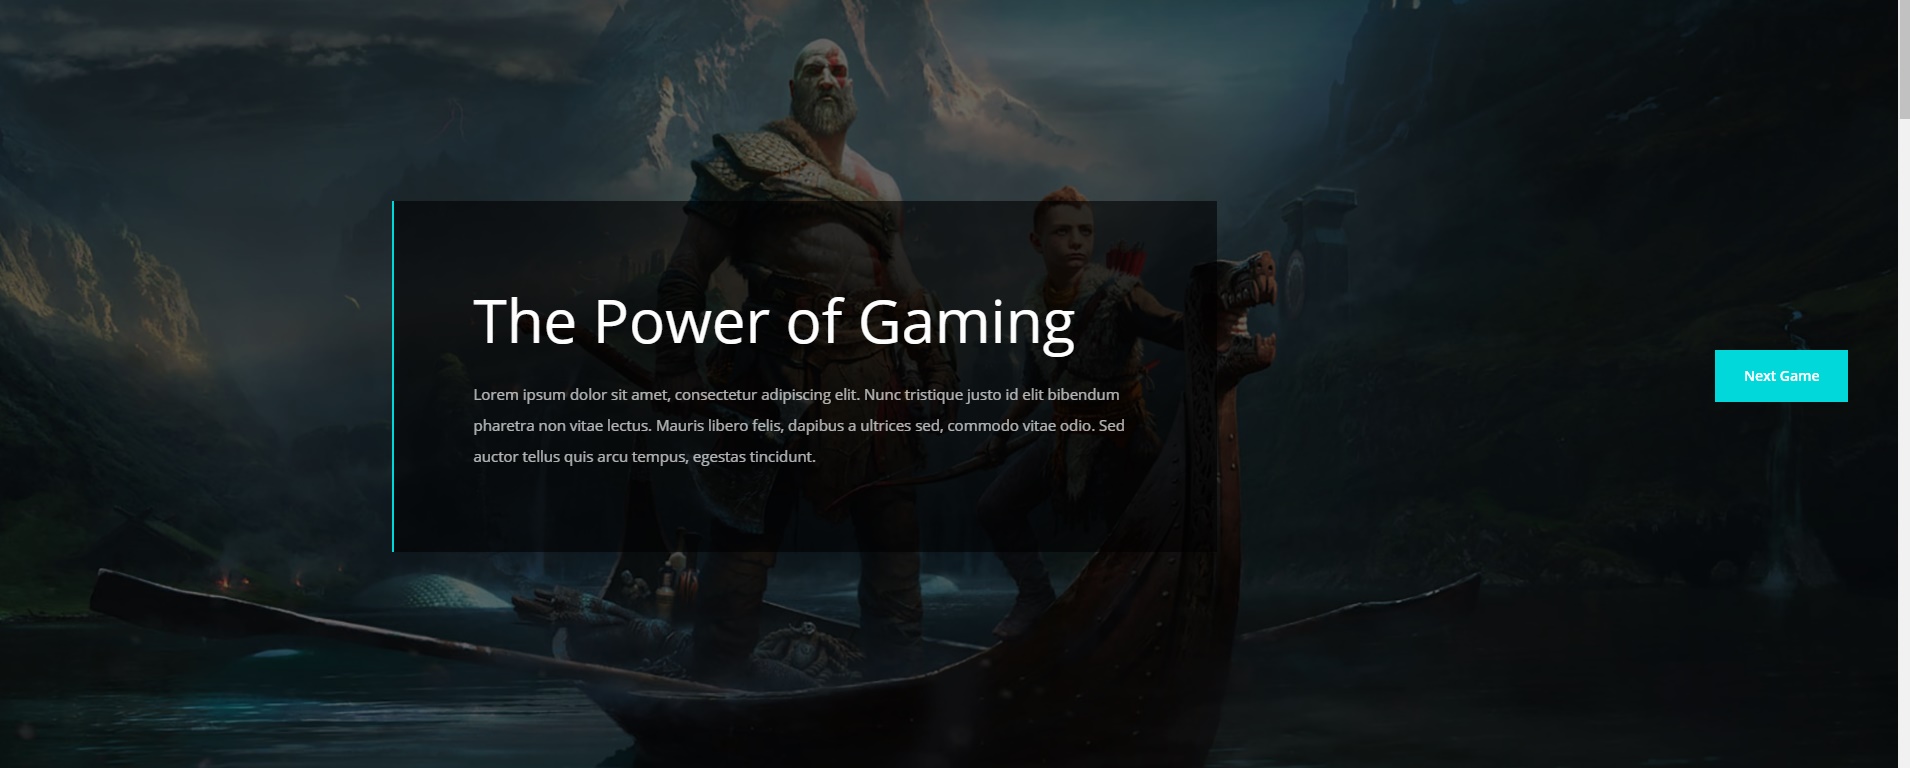 The Power of Gaming
Lorem ipsum dolor sit amet, consectetur adipiscing elit. Nunc tristique justo id elit bibendum
pharetra non vitae lectus. Mauris libero felis, dapibus a ultrices sed, commodo vitae odio. Sed
auctor tellus quis arcu tempus, egestas tincidunt.
Next Game